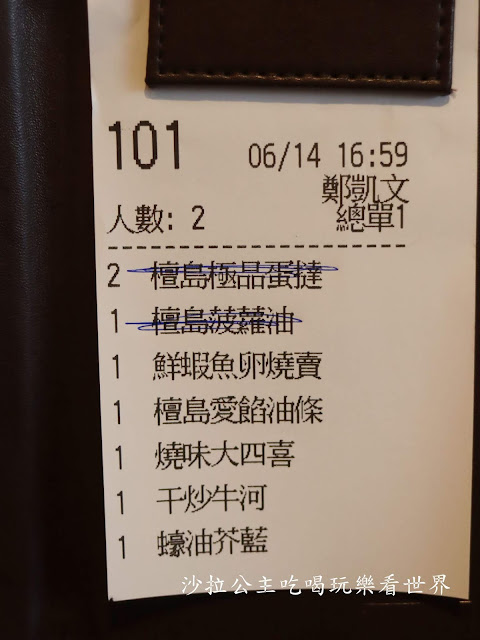 101
06/14 16:59
鄭凱文
人數: 2 總單1
2 檀島極品蛋撻
1 檀島菠蘿油
1 鮮蝦魚卵燒賣
1 檀島愛餡油條
1 燒味大四喜
1 干炒牛河
1 蠔油芥藍
沙拉公主吃喝玩樂看世界